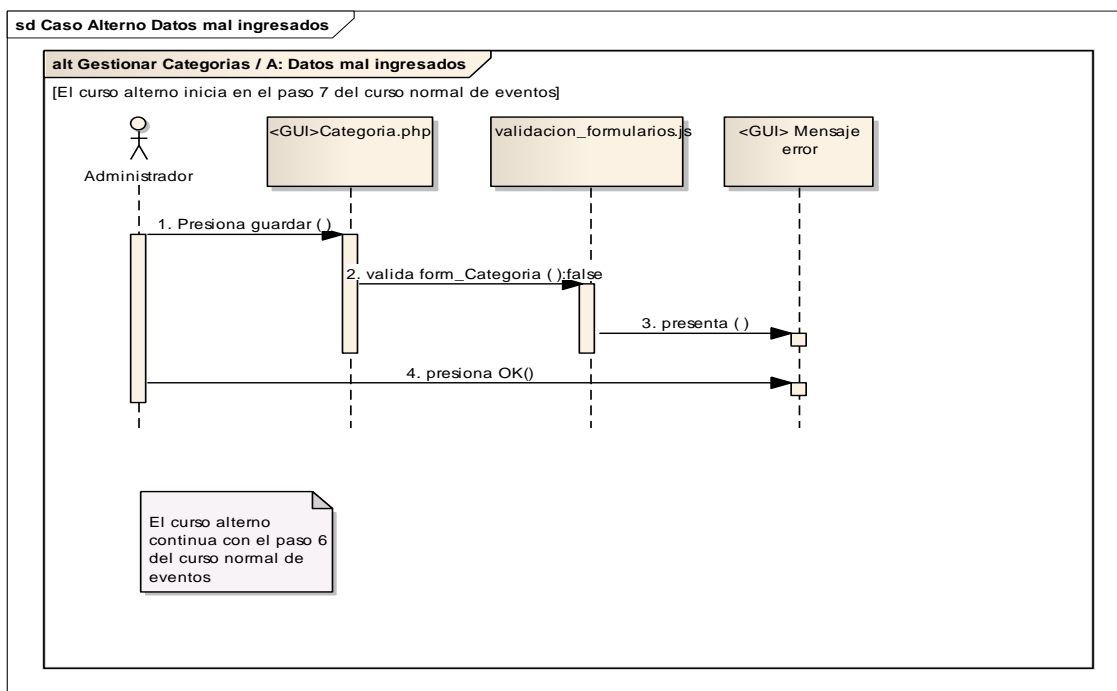 sd Caso Alterno Datos mal ingresados
alt Gestionar Categorias / A: Datos mal ingresados
[El curso alterno inicia en el paso 7 del curso normal de eventos]
Administrador
<GUI>Categoria.php
validacion_formularios.js
<GUI> Mensaje
error
1. Presiona guardar ( )
2. valida form_Categoria ( ):false
3. presenta ( )
4. presiona OK()
El curso alterno
continua con el paso 6
del curso normal de
eventos